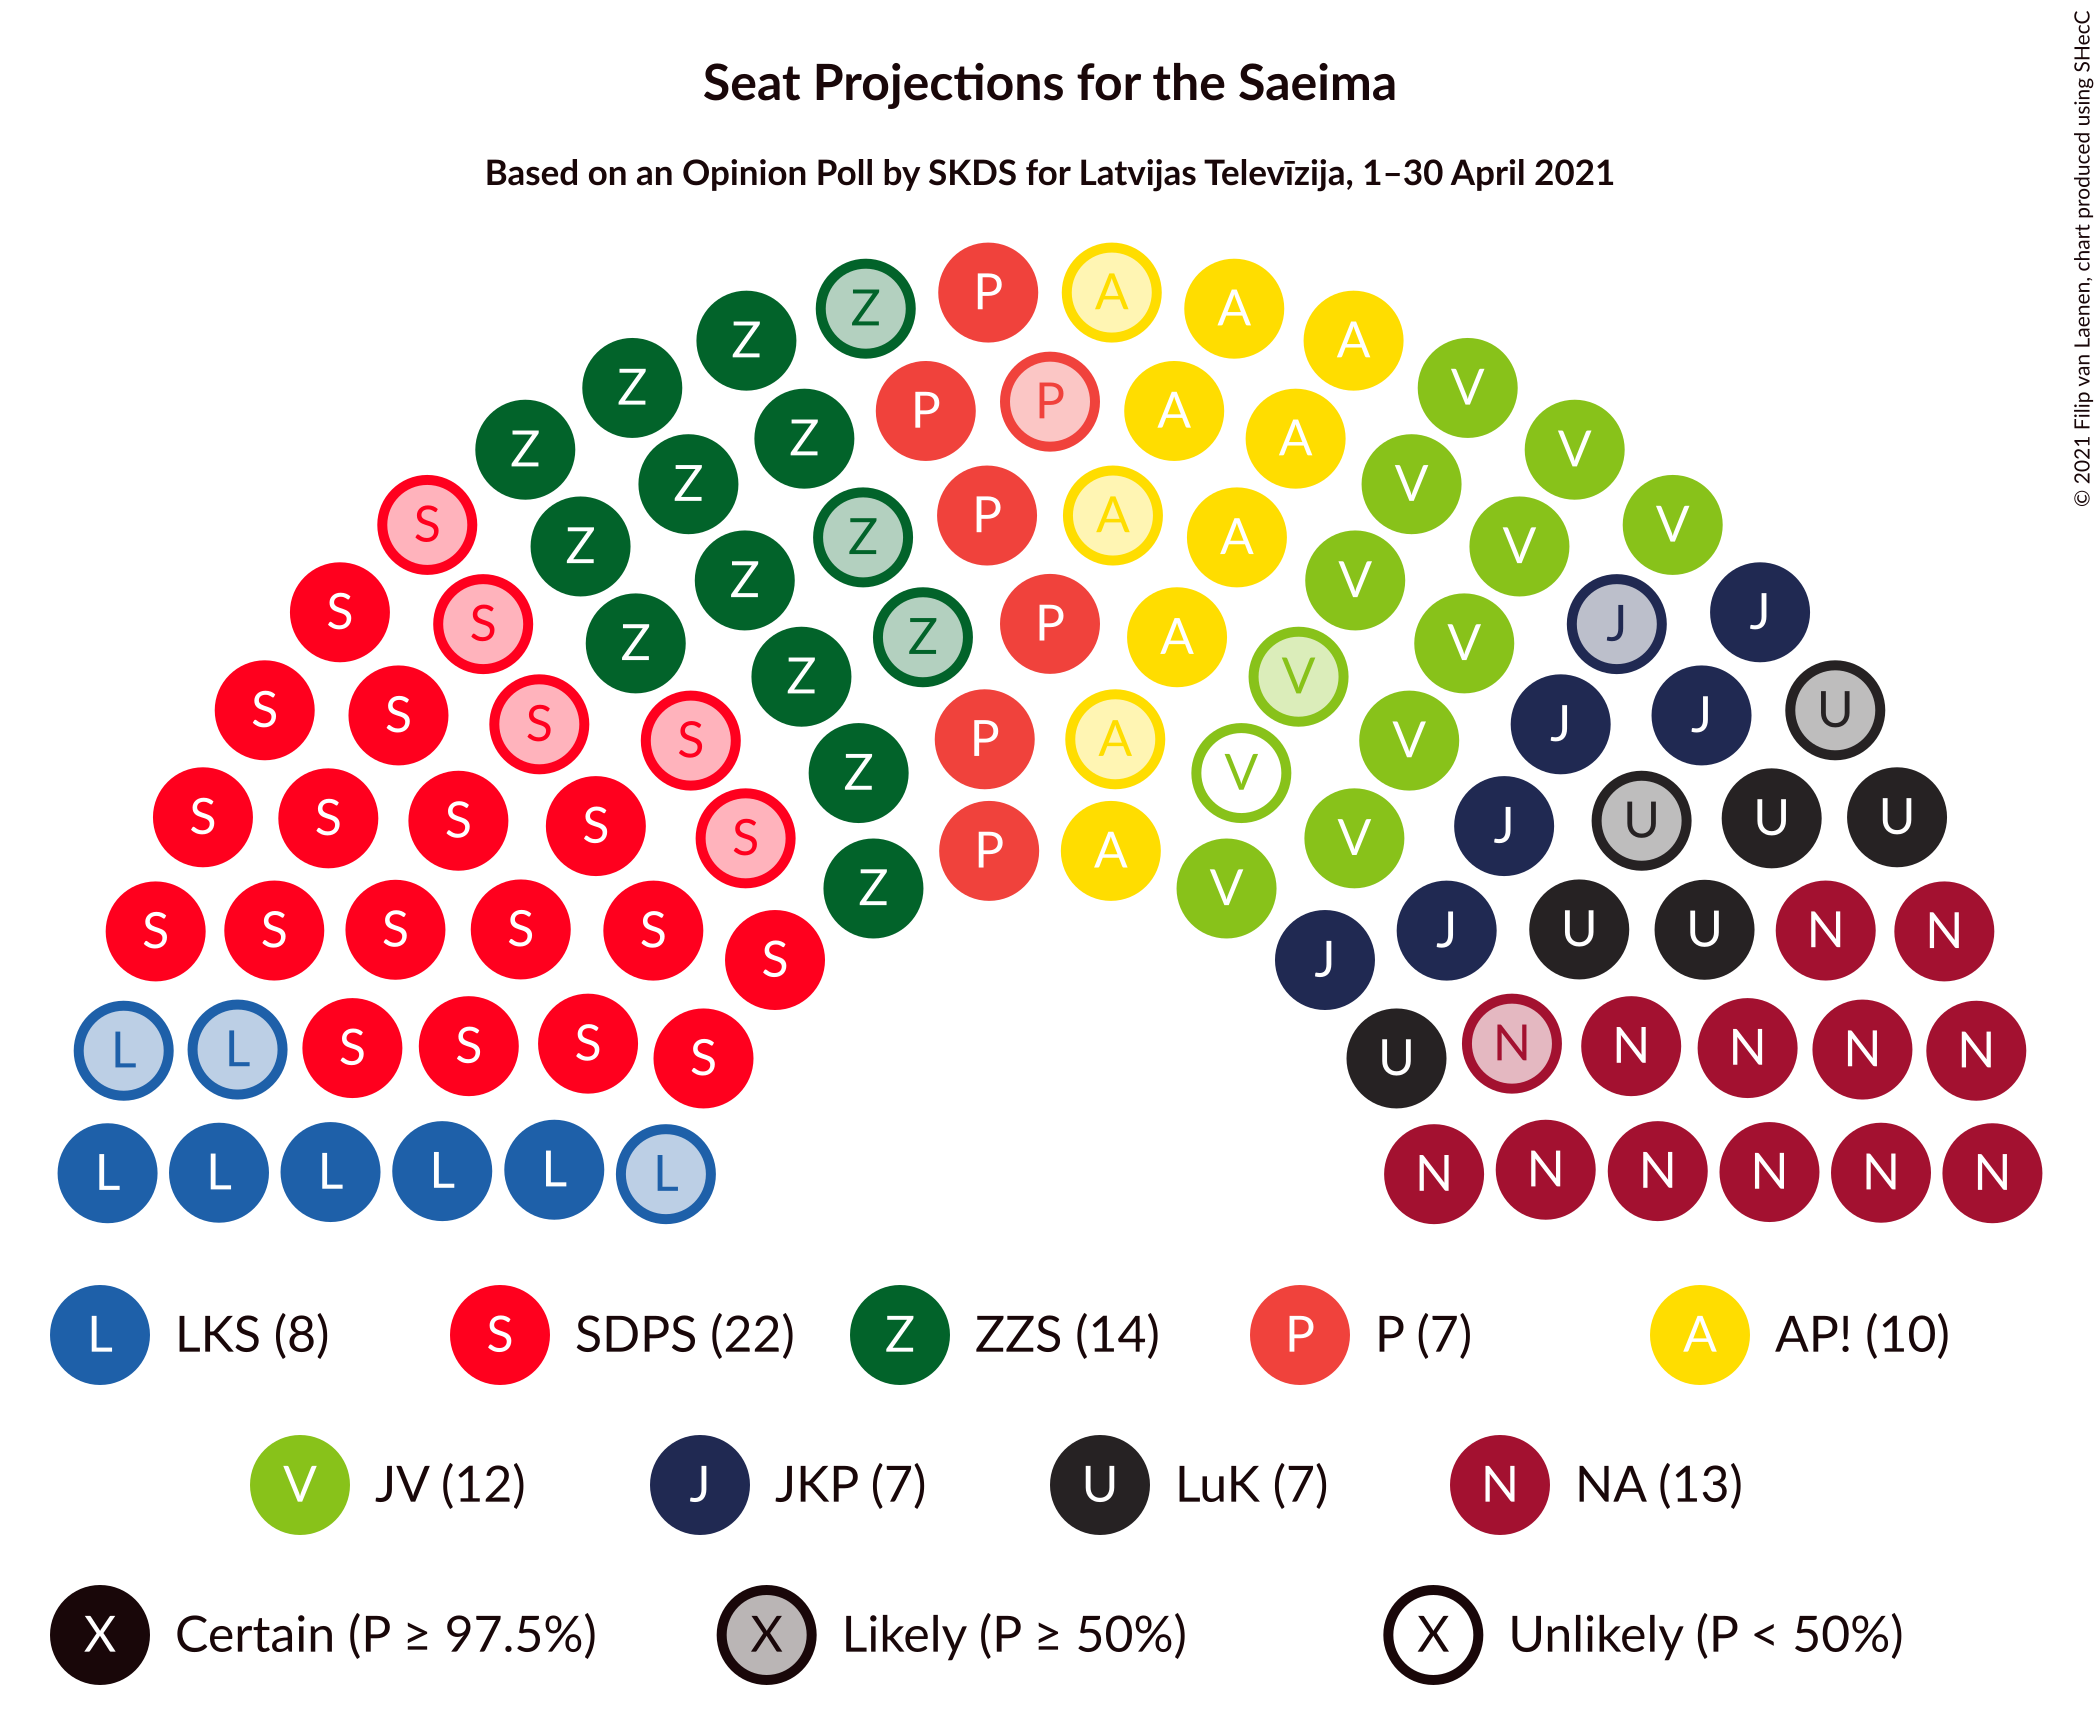 Seat Projections for the Saeima
Based on an Opinion Poll by SKDS for Latvijas Televīzija, 1–30 April 2021
© 2021 Filip van Laenen, chart produced using SHecC
Z P A A
Z A
Z P P A V
Z Z A V
Z Z P A V
S Z Z A V V
S S Z P J J
Z Z A V V
S S S S P A V J J U
S S S S S Z V J U U U
S Z P A V
S S S S S S J J U U N N
L L S S S S U N N N N N
L L L L L L N N N N N N
L LKS (8) S SDPS (22) Z ZZS (14) P P (7) A AP! (10)
V JV (12) J JKP (7) U LuK (7) N NA (13)
X Certain (P ≥ 97.5%) X Likely (P ≥ 50%) X Unlikely (P < 50%)